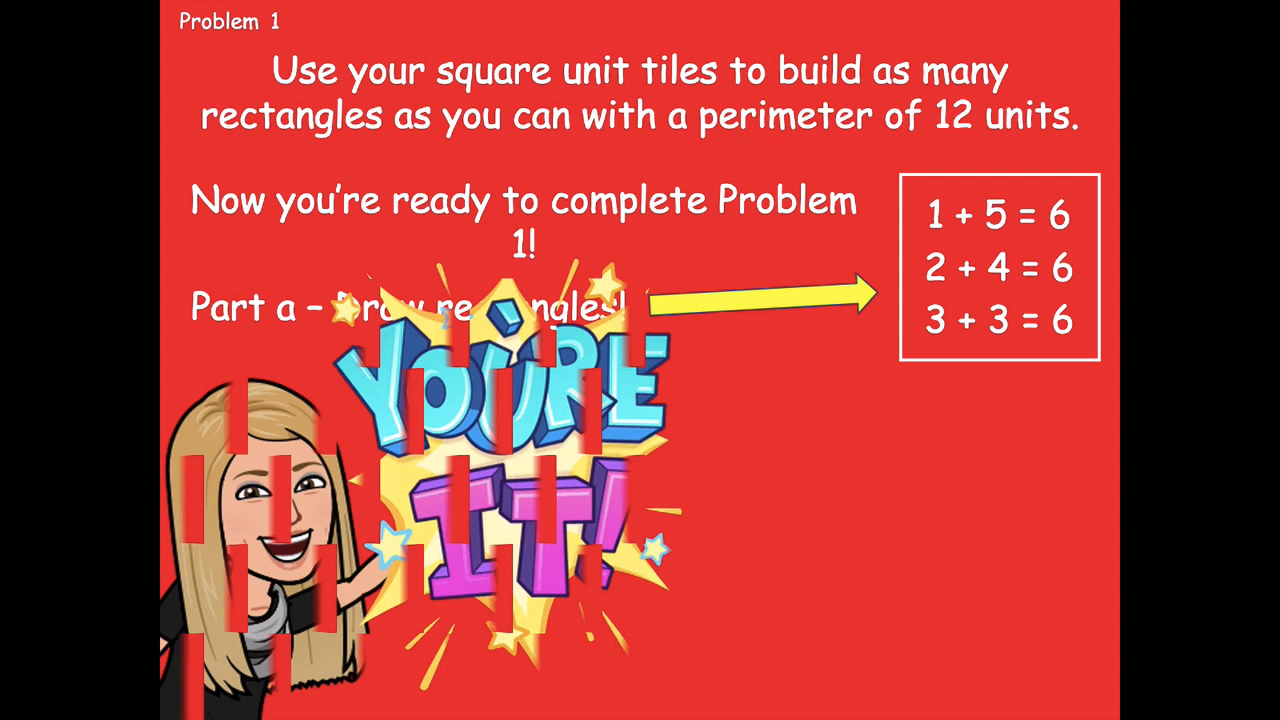 Problem 1
Use your square unit tiles to build as many
rectangles as you can with a perimeter of 12 units.
Now you're ready to complete Problem
1!
Part a – Draw rectangles!
1 + 5 = 6
2 + 4 = 6
3 + 3 = 6
YOU'RE
IT!